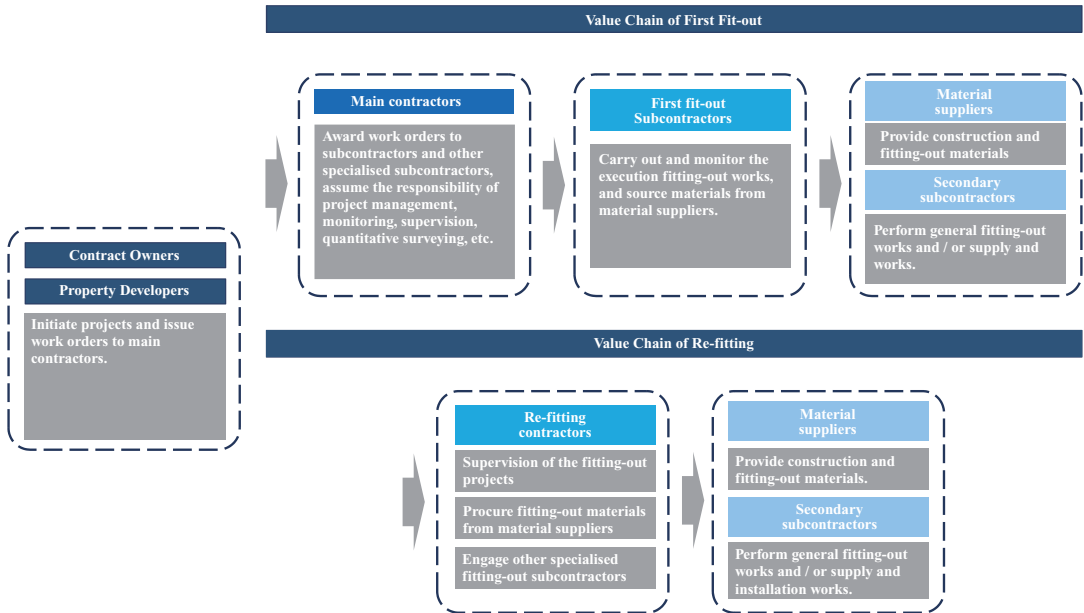 Value Chain of First Fit-out
Contract Owners
Property Developers
Initiate projects and issue
work orders to main
contractors.
Main contractors
Award work orders to
subcontractors and other
specialised subcontractors,
assume the responsibility of
project management,
monitoring, supervision,
quantitative surveying, etc.
First fit-out
Subcontractors
Carry out and monitor the
execution fitting-out works,
and source materials from
material suppliers.
Material
suppliers
Provide construction and
fitting-out materials
Secondary
subcontractors
Perform general fitting-out
works and / or supply and
works.
Value Chain of Re-fitting
Re-fitting
contractors
Supervision of the fitting-out
projects
Procure fitting-out materials
from material suppliers
Engage other specialised
fitting-out subcontractors
Material
suppliers
Provide construction and
fitting-out materials.
Secondary
subcontractors
Perform general fitting-out
works and / or supply and
installation works.